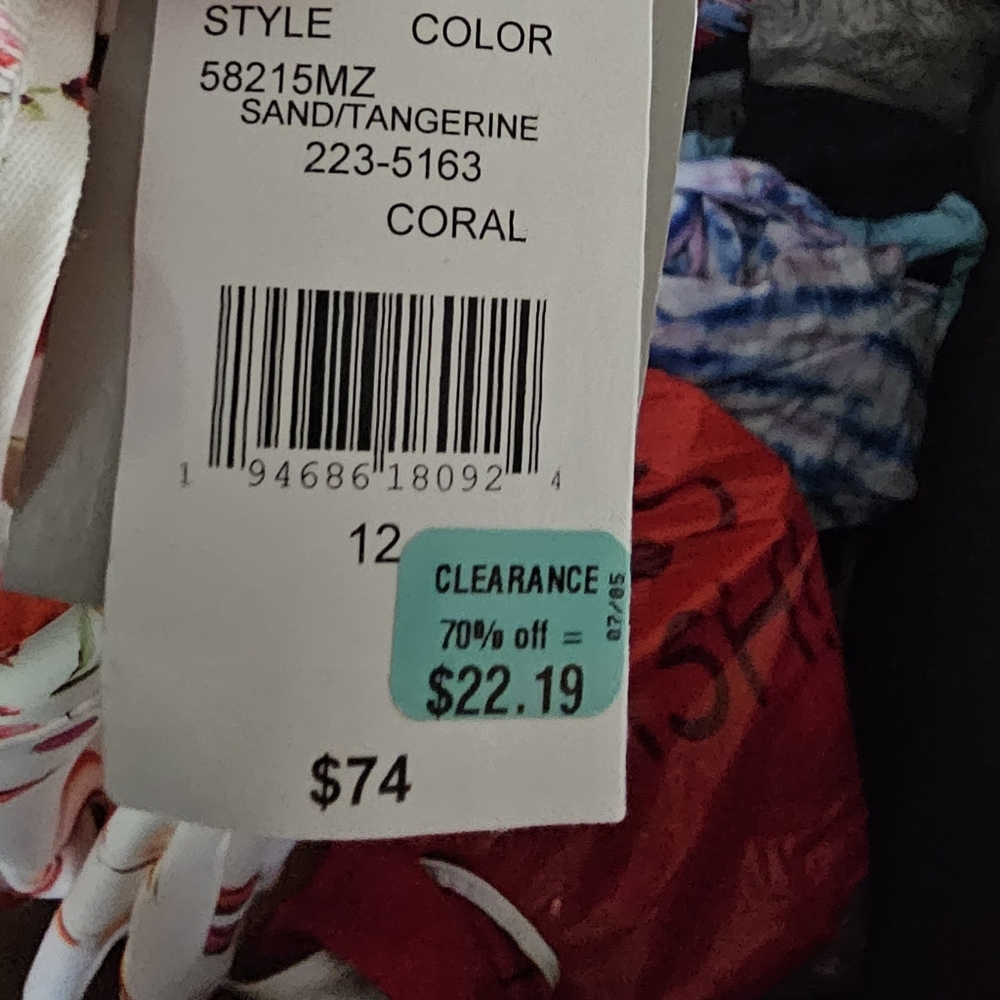 STYLE COLOR
58215MZ
SAND/TANGERINE
223-5163
CORAL
1 94686 18092 4
12
CLEARANCE
07/05
70% off =
$22.19
$74